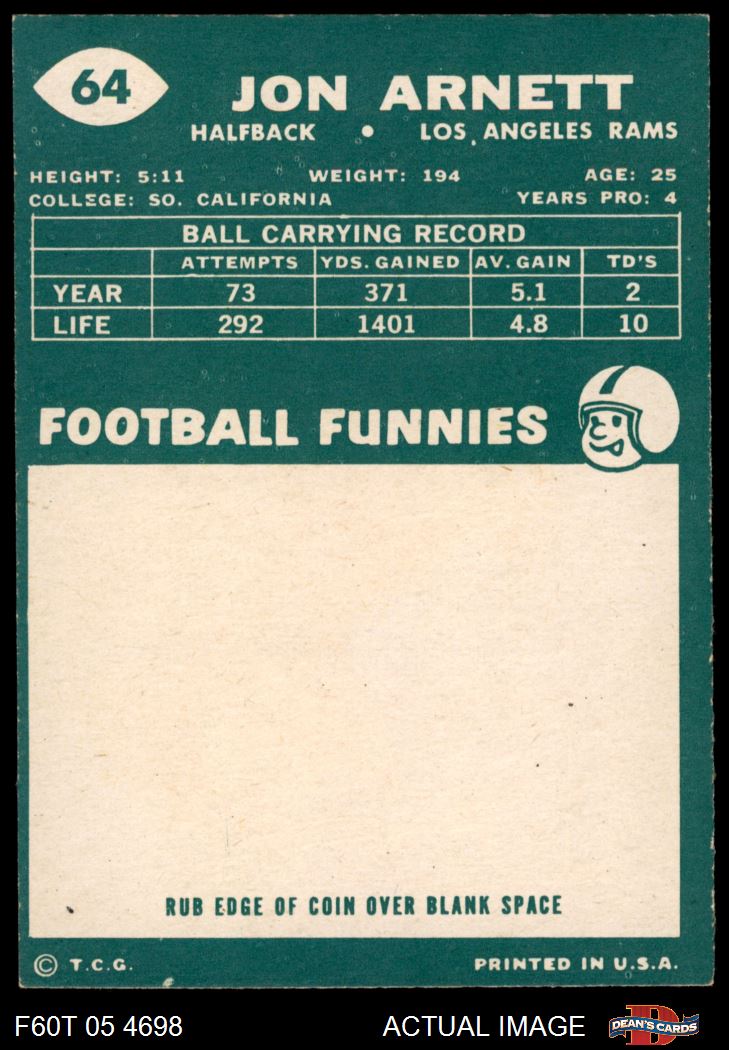 64
JON ARNETT
HALFBACK • LOS ANGELES RAMS
HEIGHT: 5:11 WEIGHT: 194 AGE: 25
COLLEGE: SO. CALIFORNIA YEARS PRO: 4
BALL CARRYING RECORD
ATTEMPTS YDS. GAINED AV. GAIN TD'S
YEAR 73 371 5.1 2
LIFE 292 1401 4.8 10
FOOTBALL FUNNIES
RUB EDGE OF COIN OVER BLANK SPACE
© T.C.G. PRINTED IN U.S.A.
F60T 05 4698 ACTUAL IMAGE D DEAN'S CARDS